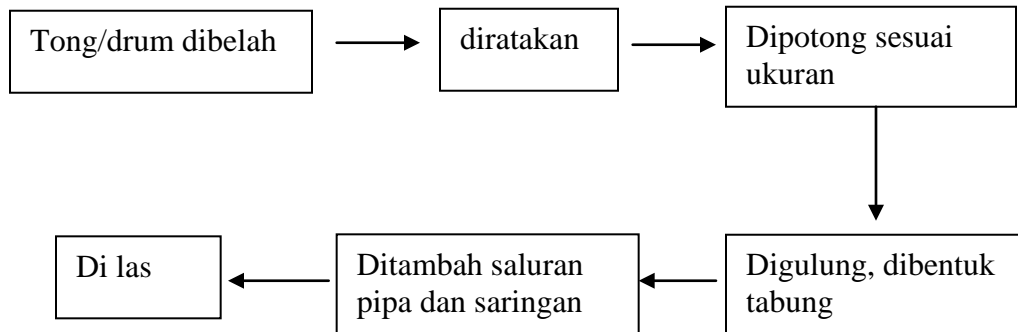 Tong/drum dibelah
diratakan
Dipotong sesuai
ukuran
Digulung, dibentuk
tabung
Ditambah saluran
pipa dan saringan
Di las